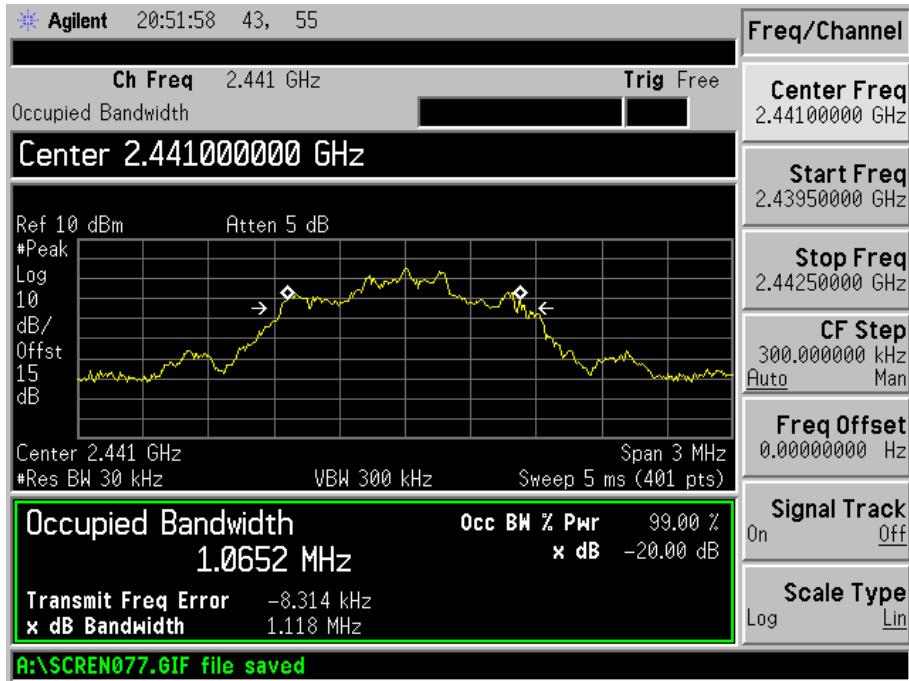 Agilent 20:51:58 43, 55
Ch Freq 2.441 GHz Trig Free
Occupied Bandwidth
Center 2.441000000 GHz
Ref 10 dBm Atten 5 dB
#Peak
Log
10
dB/
Offst
15
dB
Center 2.441 GHz Span 3 MHz
#Res BW 30 kHz VBW 300 kHz Sweep 5 ms (401 pts)
Occupied Bandwidth Occ BW % Pwr 99.00 %
1.0652 MHz x dB -20.00 dB
Transmit Freq Error -8.314 kHz
x dB Bandwidth 1.118 MHz
A:\SCREN077.GIF file saved
Freq/Channel
Center Freq
2.44100000 GHz
Start Freq
2.43950000 GHz
Stop Freq
2.44250000 GHz
CF Step
300.000000 kHz
Auto Man
Freq Offset
0.00000000 Hz
Signal Track
On Off
Scale Type
Log Lin